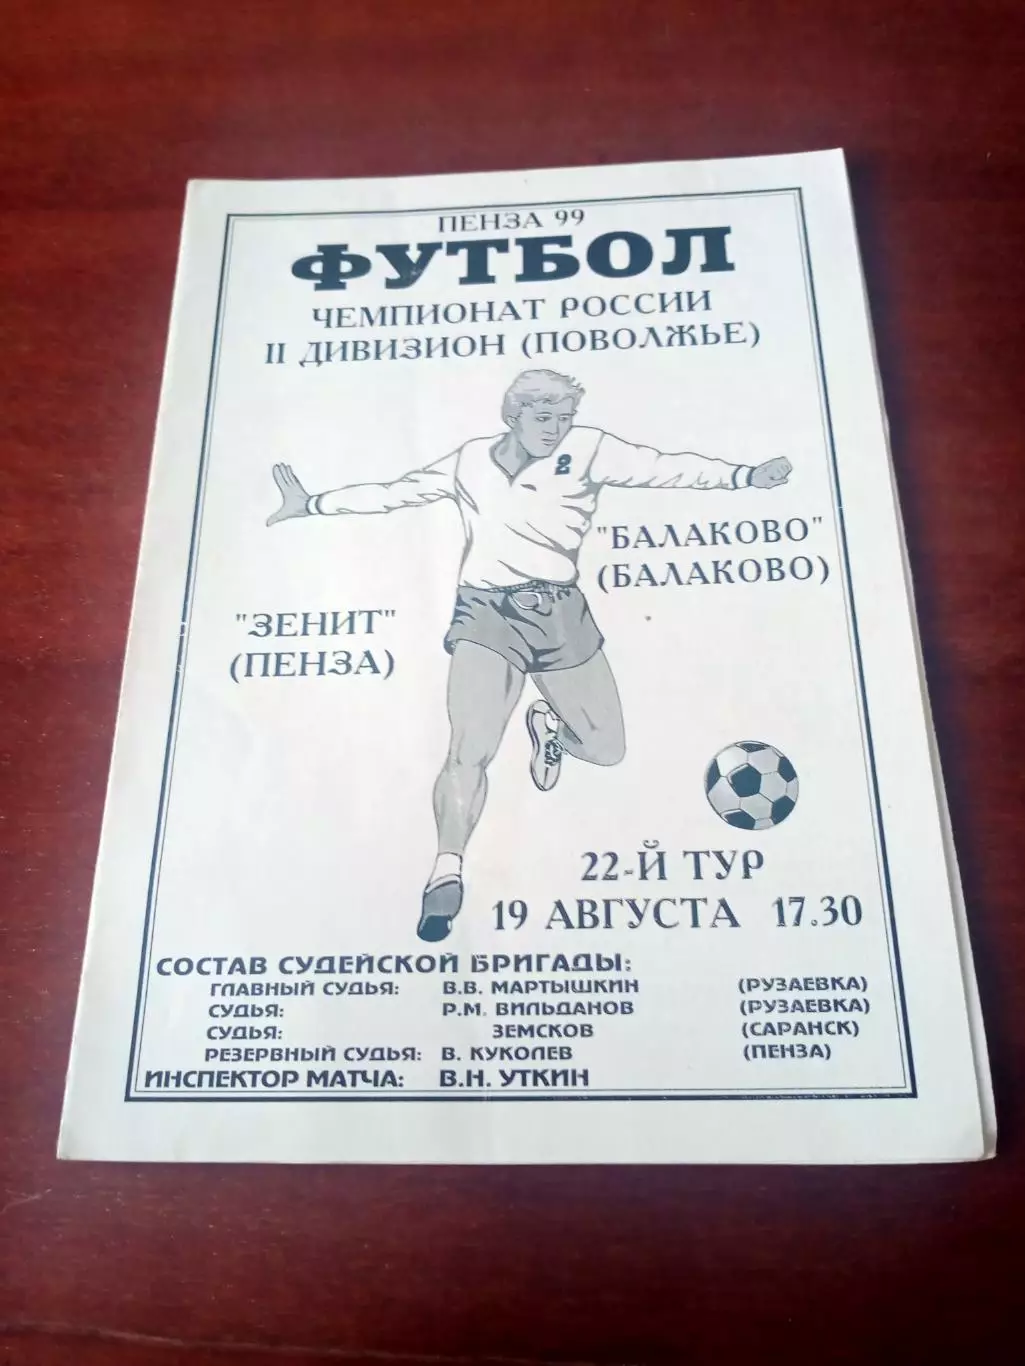 ПЕНЗА 99
ФУТБОЛ
ЧЕМПИОНАТ РОССИИ
II ДИВИЗИОН (ПОВОЛЖЬЕ)
2
"БАЛАКОВО"
(БАЛАКОВО)
"ЗЕНИТ"
(ПЕНЗА)
22-Й ТУР
19 АВГУСТА 17.30
СОСТАВ СУДЕЙСКОЙ БРИГАДЫ:
ГЛАВНЫЙ СУДЬЯ: В.В. МАРТЫШКИН (РУЗАЕВКА)
СУДЬЯ: Р.М. ВИЛЬДАНОВ (РУЗАЕВКА)
СУДЬЯ: ЗЕМСКОВ (САРАНСК)
РЕЗЕРВНЫЙ СУДЬЯ: В. КУКОЛЕВ (ПЕНЗА)
ИНСПЕКТОР МАТЧА: В.Н. УТКИН